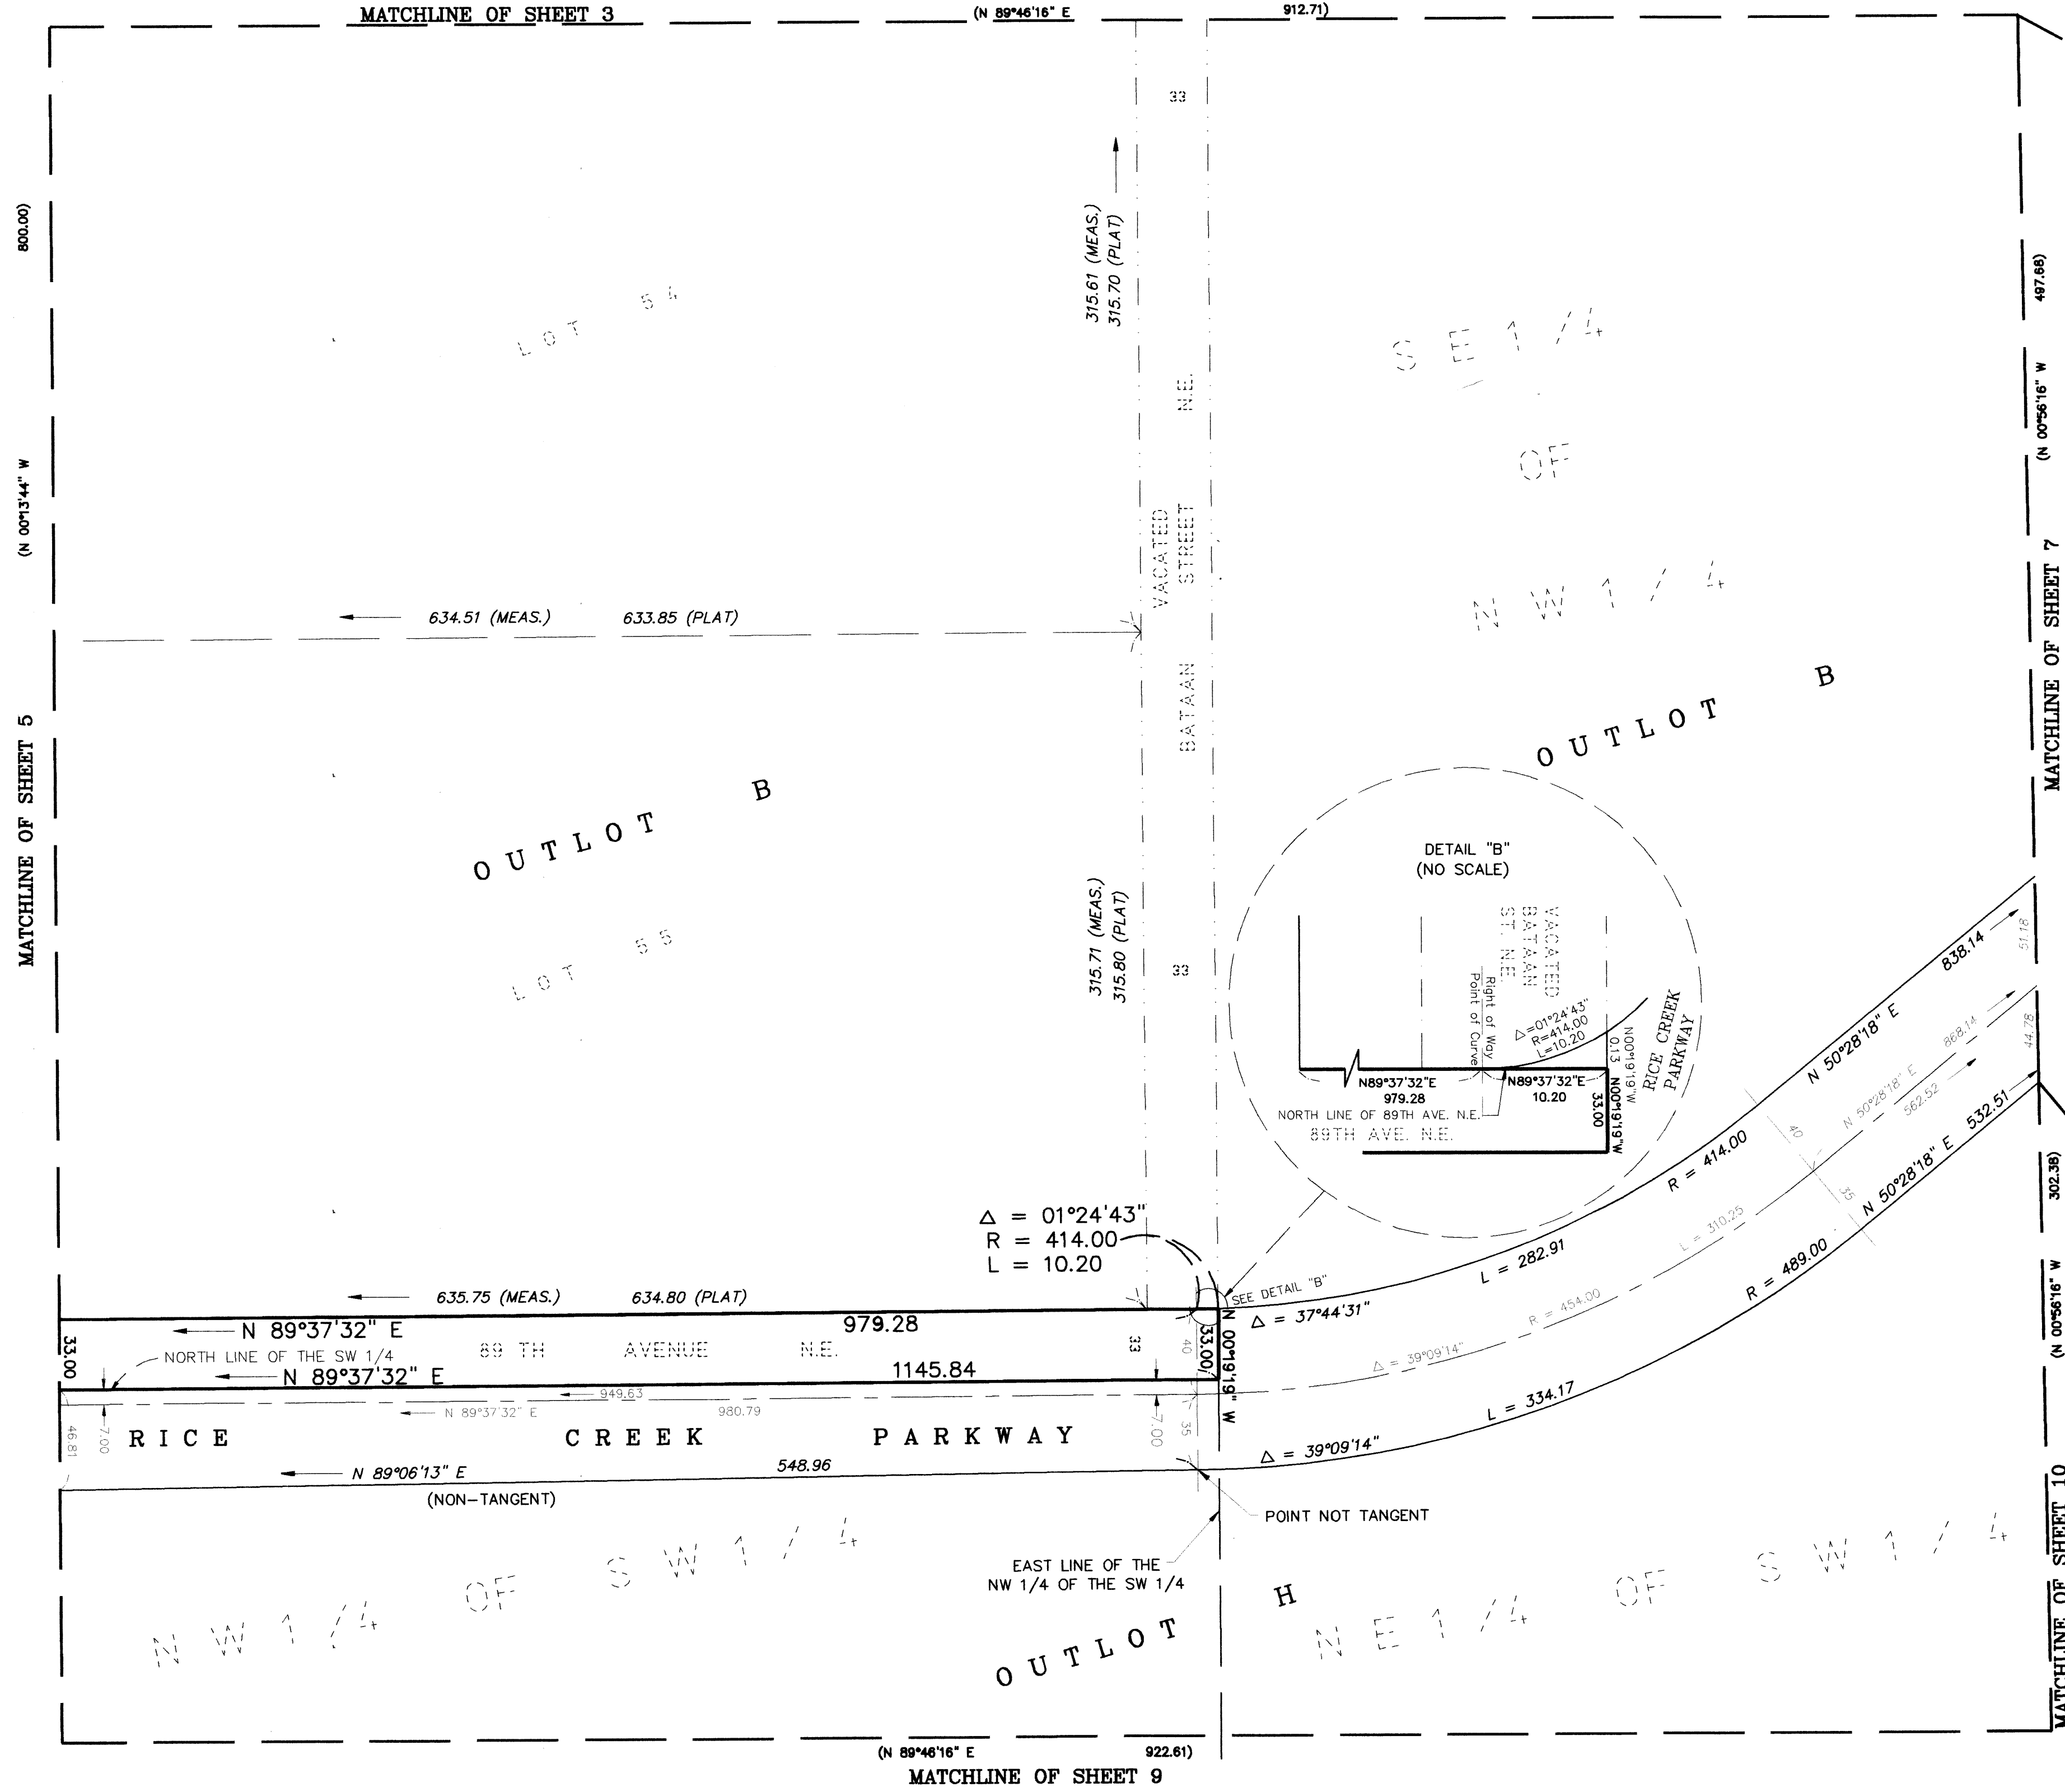 MATCHLINE OF SHEET 3
(N 89°46'16" E
912.71)
33
800.00)
(N 00°13'44" W
MATCHLINE OF SHEET 5
315.61 (MEAS.)
315.70 (PLAT)
497.68)
(N 00°56'16" W
MATCHLINE OF SHEET 7
LOT 54
SE 1/4
OF
NW 1/4
VACATED
BATAAN STREET N.E.
634.51 (MEAS.) 633.85 (PLAT)
OUTLOT B
OUTLOT B
LOT 55
315.71 (MEAS.)
315.80 (PLAT)
33
DETAIL "B"
(NO SCALE)
VACATED
BATAAN
ST. N.E.
Right of Way
Point of Curve
Δ=01°24'43"
R=414.00
L=10.20
N00°19'19"W
0.13
RICE CREEK
PARKWAY
N89°37'32"E
979.28
N89°37'32"E
10.20
N00°19'19"W
33.00
NORTH LINE OF 89TH AVE. N.E.
89TH AVE. N.E.
838.14
N 50°28'18" E
51.18
868.14
N 50°28'18" E
562.52
44.78
532.51
N 50°28'18" E
40
35
R = 414.00
L = 310.25
R = 489.00
302.38)
(N 00°56'16" W
MATCHLINE OF SHEET 10
Δ = 01°24'43"
R = 414.00
L = 10.20
SEE DETAIL "B"
L = 282.91
Δ = 37°44'31"
R = 454.00
Δ = 39°09'14"
L = 334.17
Δ = 39°09'14"
635.75 (MEAS.) 634.80 (PLAT)
N 89°37'32" E
979.28
33.00
89 TH AVENUE N.E.
33
40
33.00
N 00°19'19" W
NORTH LINE OF THE SW 1/4
N 89°37'32" E
1145.84
949.63
N 89°37'32" E
980.79
46.81
7.00
RICE CREEK PARKWAY
7.00
35
N 89°06'13" E
548.96
(NON-TANGENT)
POINT NOT TANGENT
EAST LINE OF THE
NW 1/4 OF THE SW 1/4
NW 1/4 OF SW 1/4
OUTLOT H
NE 1/4 OF SW 1/4
(N 89°46'16" E
922.61)
MATCHLINE OF SHEET 9